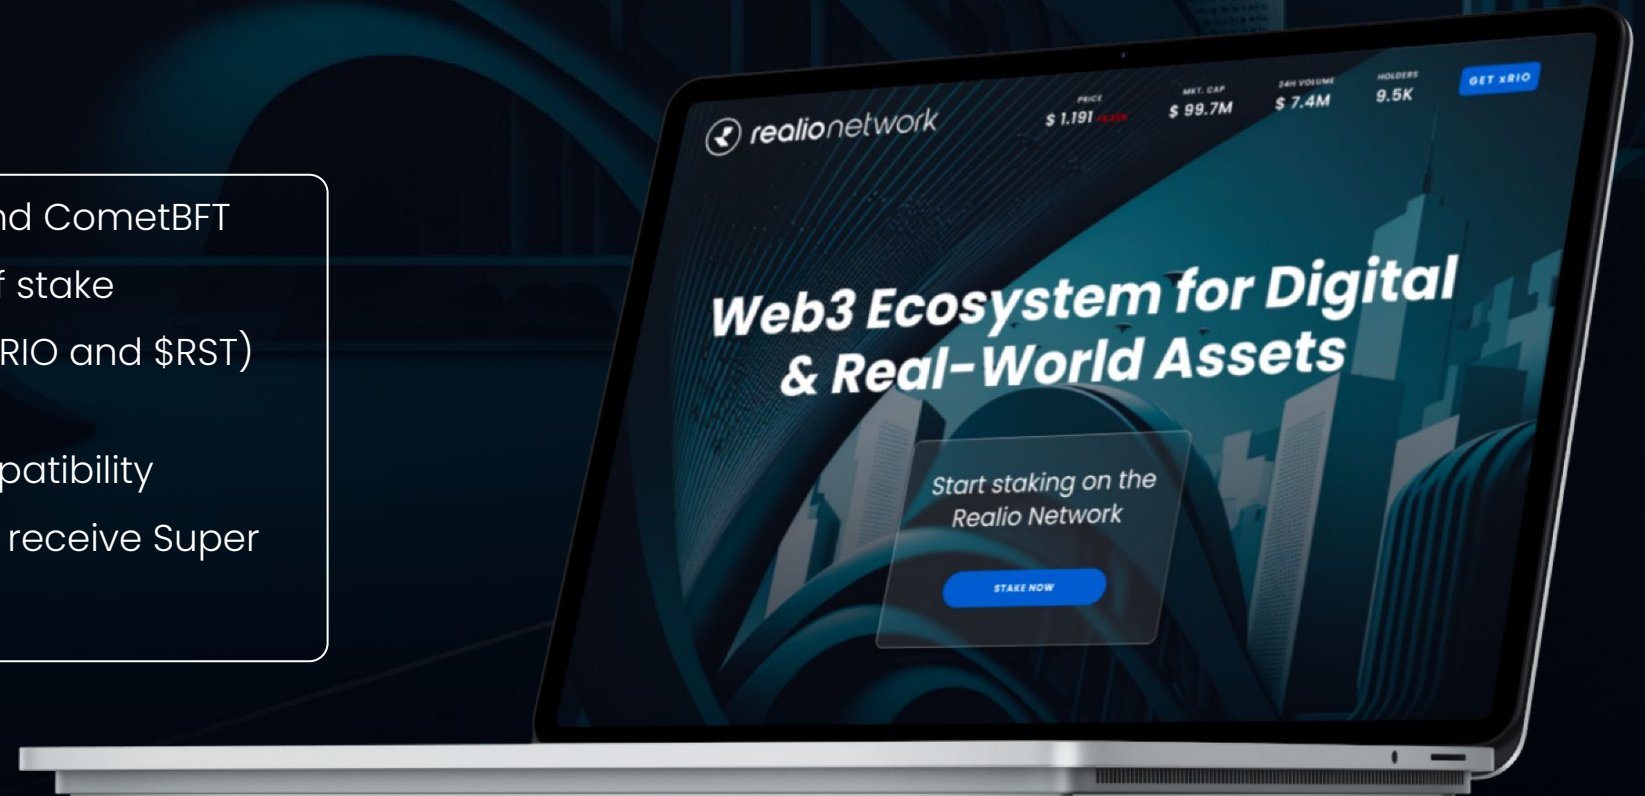 nd CometBFT
f stake
RIO and $RST)
patibility
receive Super
realionetwork
PRICE
$ 1.191
MKT. CAP
$ 99.7M
24H VOLUME
$ 7.4M
HOLDERS
9.5K
GET xRIO
Web3 Ecosystem for Digital
& Real-World Assets
Start staking on the
Realio Network
STAKE NOW